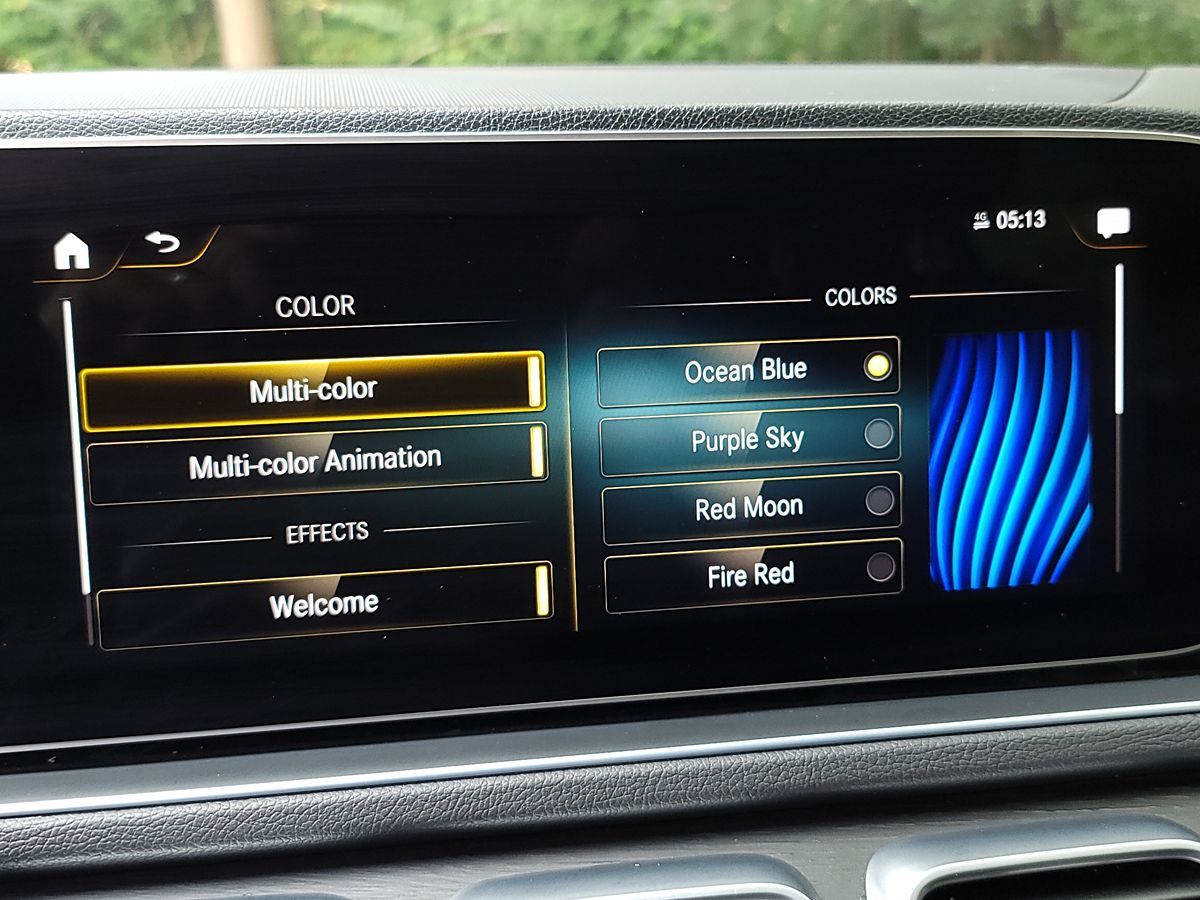 4G
05:13
COLOR
Multi-color
Multi-color Animation
EFFECTS
Welcome
COLORS
Ocean Blue
Purple Sky
Red Moon
Fire Red